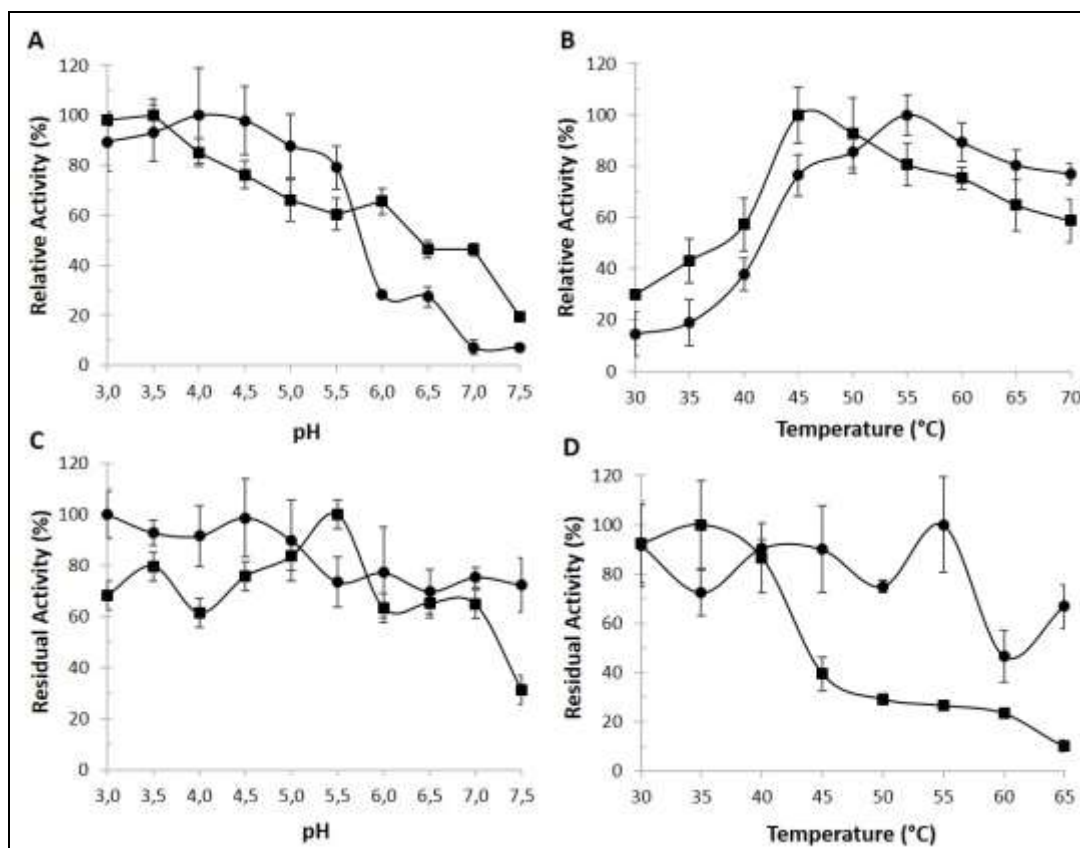 A
120
100
80
60
40
20
0
Relative Activity (%)
3,0 3,5 4,0 4,5 5,0 5,5 6,0 6,5 7,0 7,5
pH
B
120
100
80
60
40
20
0
Relative Activity (%)
30 35 40 45 50 55 60 65 70
Temperature (°C)
C
120
100
80
60
40
20
0
Residual Activity (%)
3,0 3,5 4,0 4,5 5,0 5,5 6,0 6,5 7,0 7,5
pH
D
120
100
80
60
40
20
0
Residual Activity (%)
30 35 40 45 50 55 60 65
Temperature (°C)